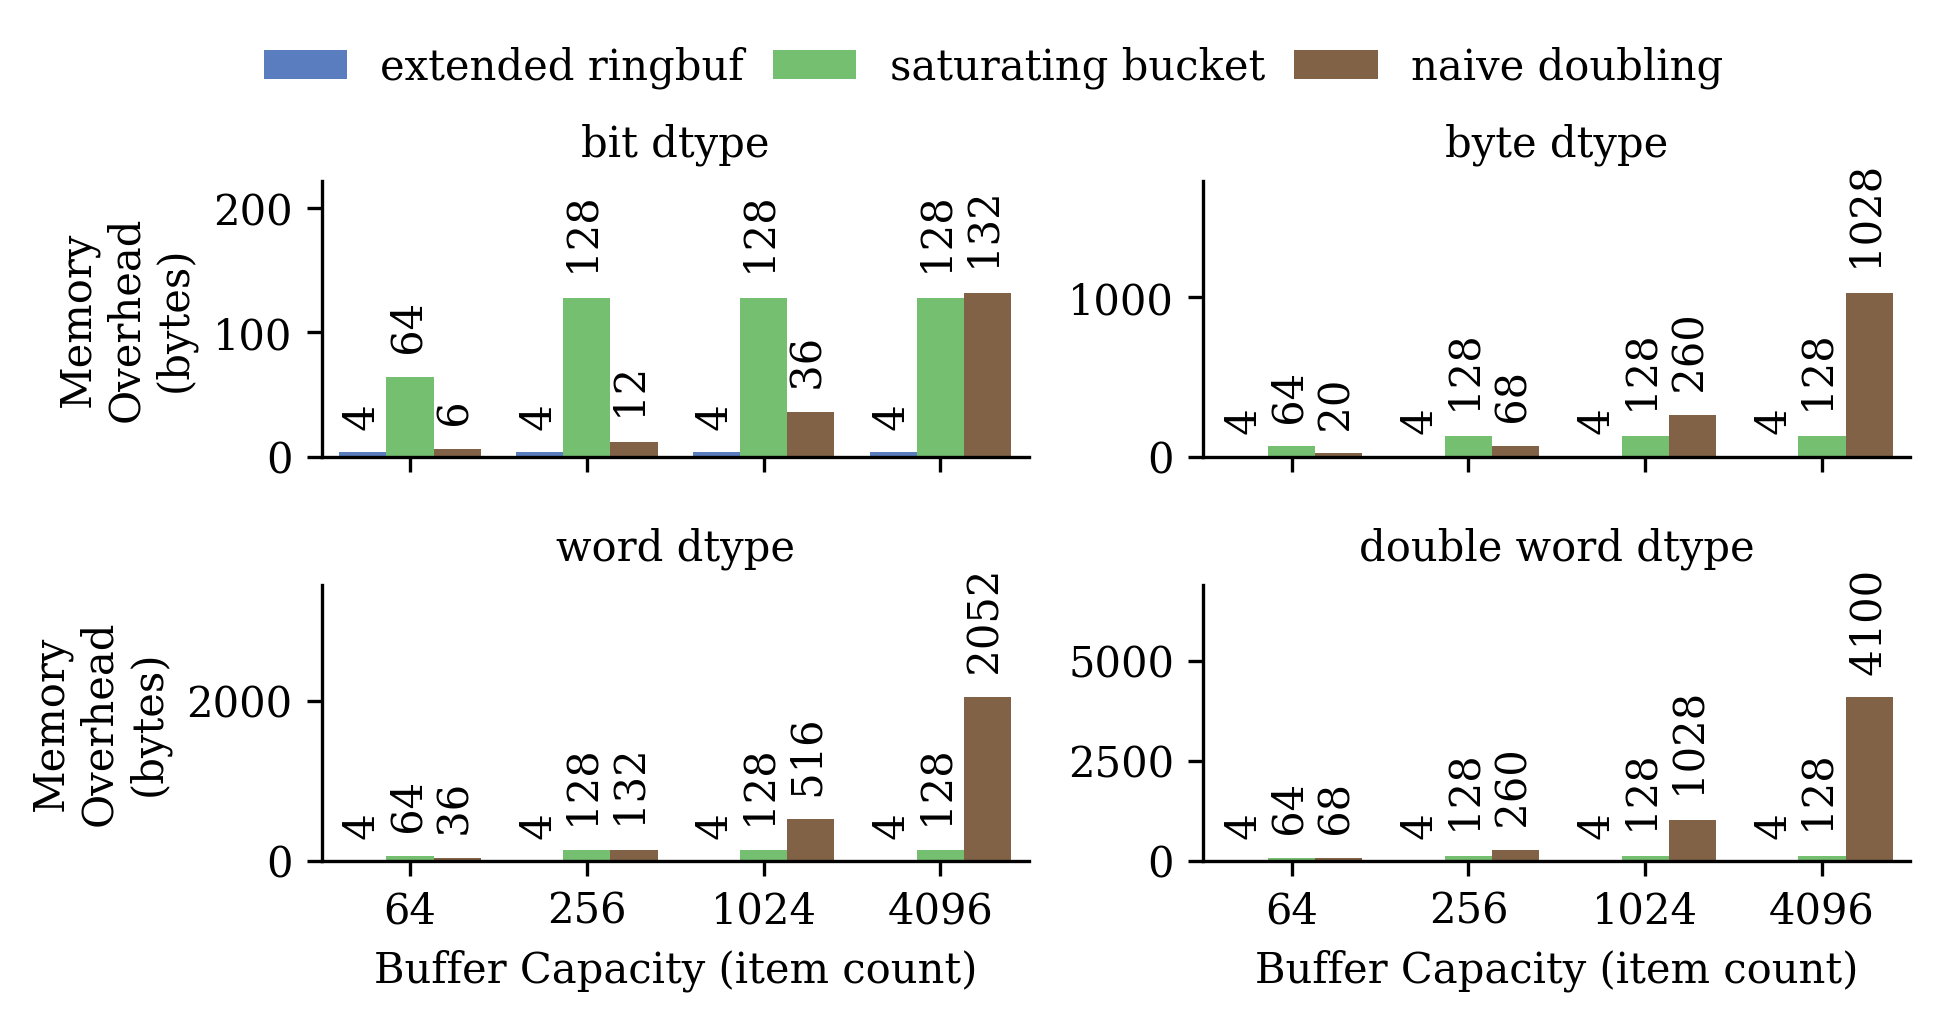 extended ringbuf saturating bucket naive doubling
bit dtype
Memory
Overhead
(bytes)
200
100
0
4 64 6
4 128 12
4 128 36
4 128 132
byte dtype
1000
0
4 64 20
4 128 68
4 128 260
4 128 1028
word dtype
Memory
Overhead
(bytes)
2000
0
4 64 36
4 128 132
4 128 516
4 128 2052
64 256 1024 4096
Buffer Capacity (item count)
double word dtype
5000
2500
0
4 64 68
4 128 260
4 128 1028
4 128 4100
64 256 1024 4096
Buffer Capacity (item count)